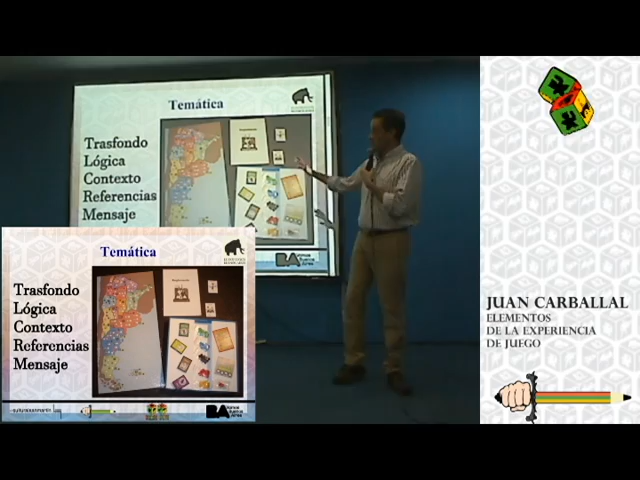 Temática
Trasfondo
Lógica
Contexto
Referencias
Mensaje
Temática
Trasfondo
Lógica
Contexto
Referencias
Mensaje
BA
JUAN CARBALLAL
ELEMENTOS
DE LA EXPERIENCIA
DE JUEGO